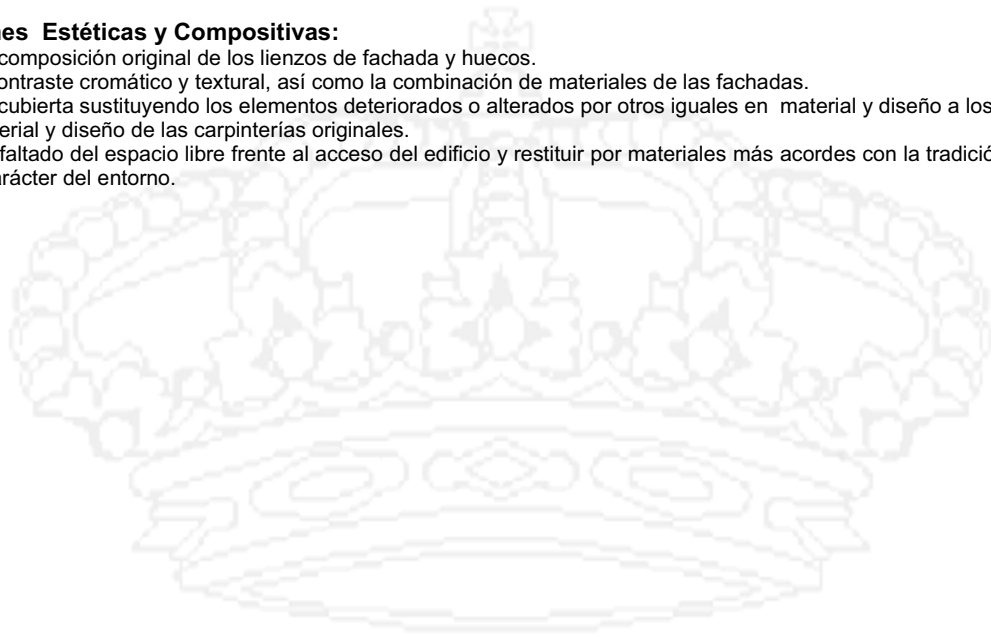 nes  Estéticas y Compositivas:
composición original de los lienzos de fachada y huecos.
ontraste cromático y textural, así como la combinación de materiales de las fachadas.
cubierta sustituyendo los elementos deteriorados o alterados por otros iguales en  material y diseño a los
erial y diseño de las carpinterías originales.
faltado del espacio libre frente al acceso del edificio y restituir por materiales más acordes con la tradició
arácter del entorno.